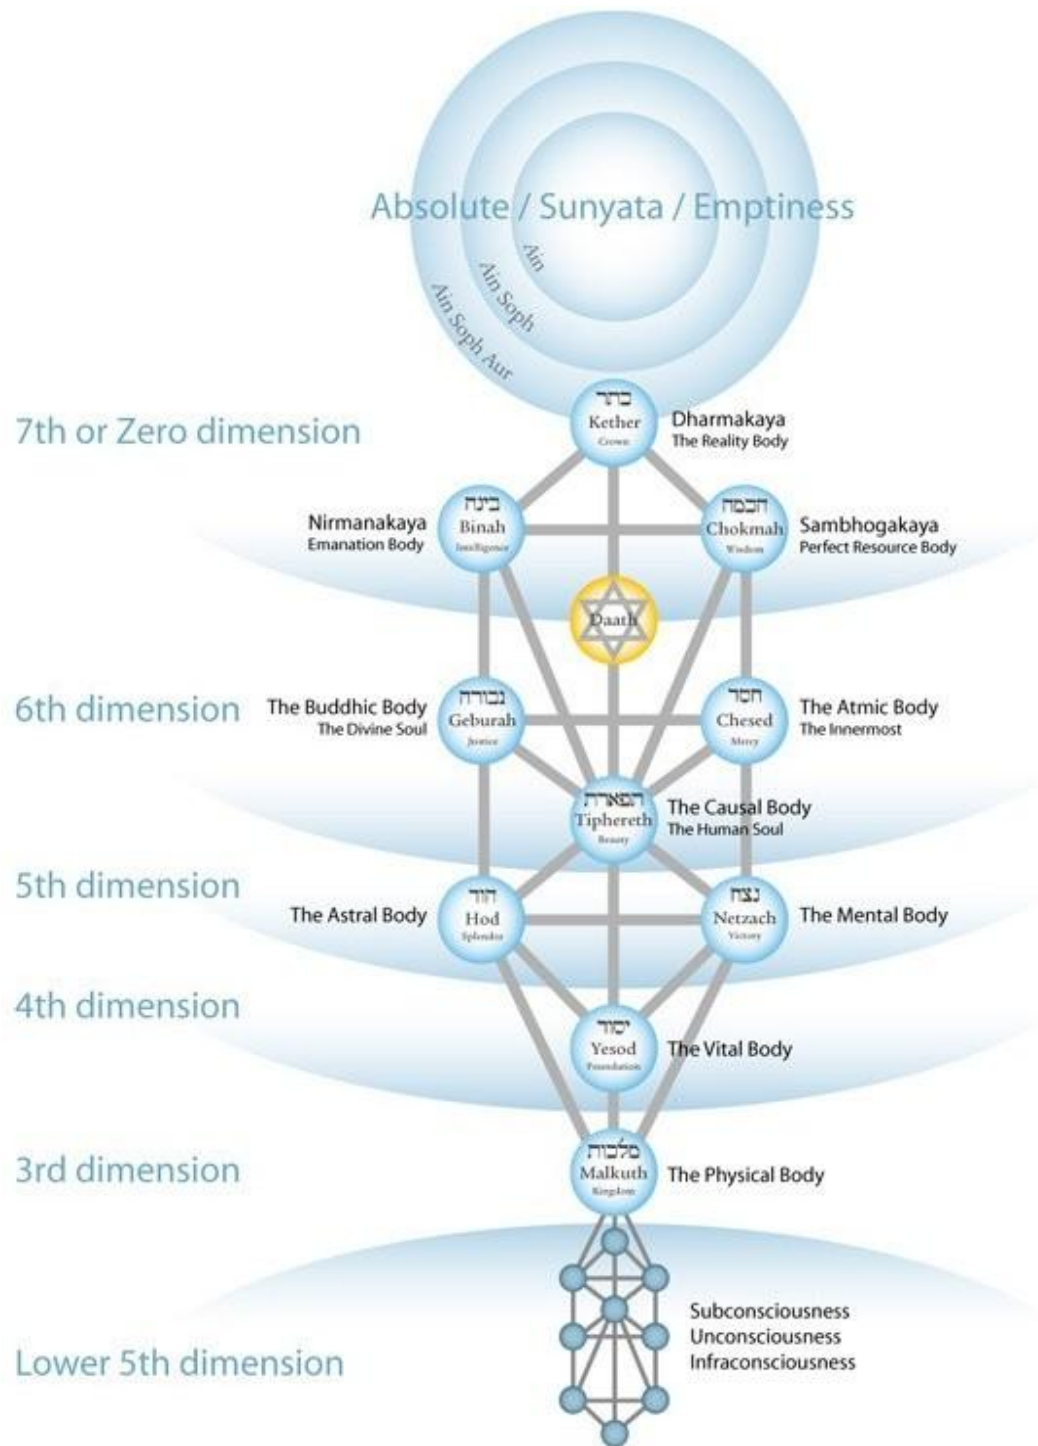 Absolute / Sunyata / Emptiness
Ain
Ain Soph
Ain Soph Aur
7th or Zero dimension
כתר
Kether
Crown
Dharmakaya
The Reality Body
Nirmanakaya
Emanation Body
בינה
Binah
Intelligence
חכמה
Chokmah
Wisdom
Sambhogakaya
Perfect Resource Body
Daath
6th dimension
The Buddhic Body
The Divine Soul
גבורה
Geburah
Justice
חסד
Chesed
Mercy
The Atmic Body
The Innermost
תפארת
Tiphereth
Beauty
The Causal Body
The Human Soul
5th dimension
The Astral Body
הוד
Hod
Splendor
נצח
Netzach
Victory
The Mental Body
4th dimension
יסוד
Yesod
Foundation
The Vital Body
3rd dimension
מלכות
Malkuth
Kingdom
The Physical Body
Subconsciousness
Unconsciousness
Infraconsciousness
Lower 5th dimension